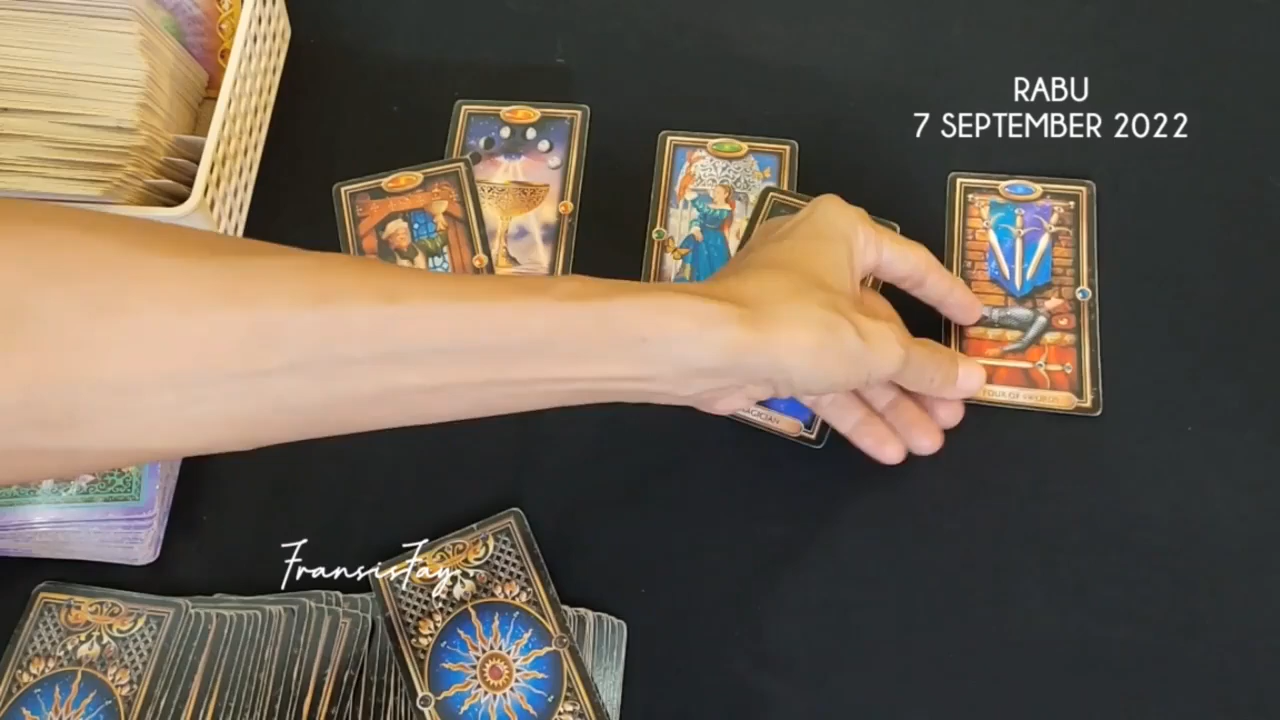 RABU
7 SEPTEMBER 2022
MAGICIAN
FOUR OF SWORDS
FransisFay